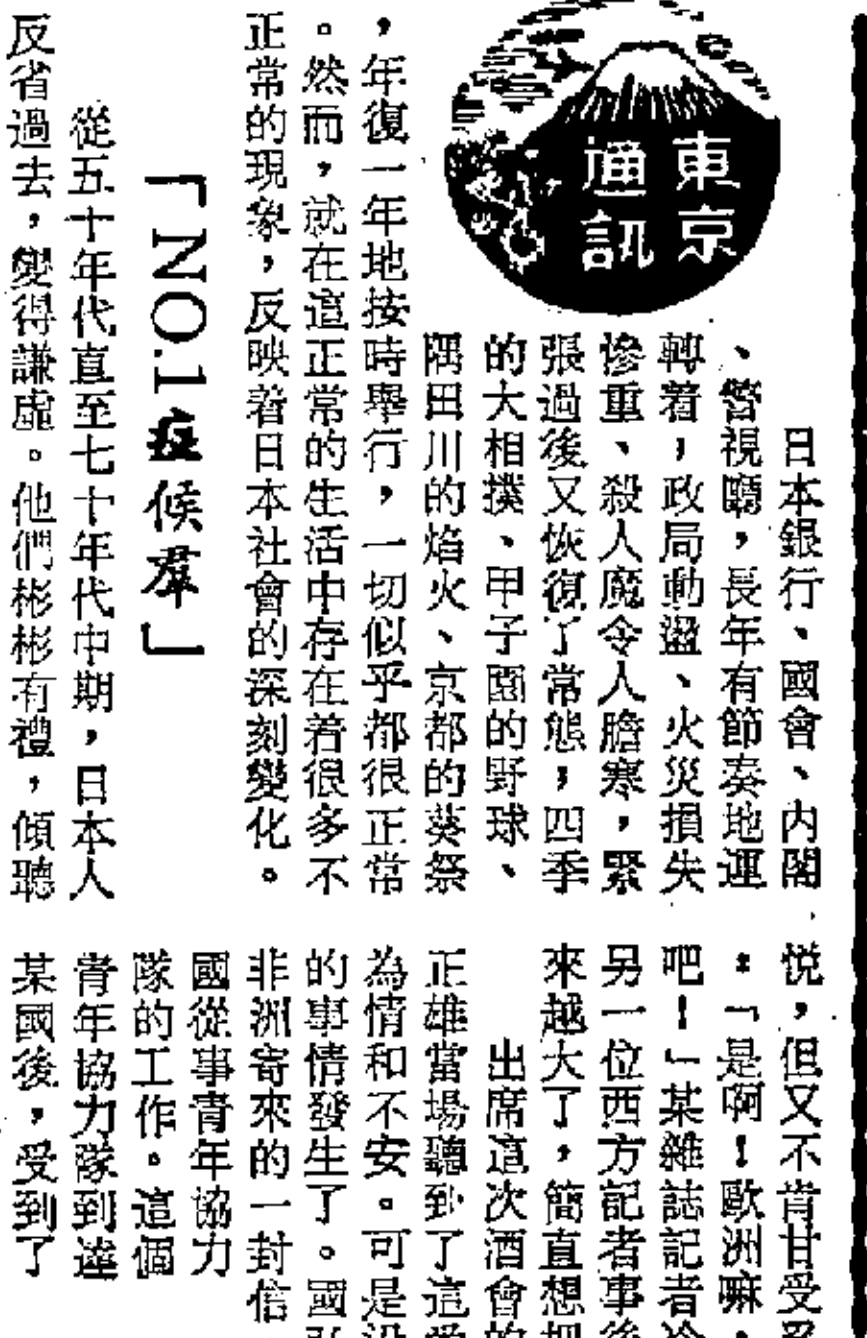 東京
通訊
日本銀行、國會、內閣
、警視廳，長年有節奏地運
轉着，政局動盪、火災損失
慘重、殺人魔令人膽寒，緊
張過後又恢復了常態，四季
的大相撲、甲子園的野球、
隅田川的焰火、京都的葵祭
，年復一年地按時舉行，一切似乎都很正常
。然而，就在這正常的生活中存在着很多不
正常的現象，反映着日本社會的深刻變化。
「NO.1症候羣」
從五十年代直至七十年代中期，日本人
反省過去，變得謙虛。他們彬彬有禮，傾聽
悦，但又不肯甘受
：「是啊！歐洲嘛，
吧！」某雜誌記者冷
另一位西方記者事後
來越大了，簡直想把
出席這次酒會的
正雄當場聽到了這
為情和不安。可是
的事情發生了。國弘
非洲寄來的一封信
國從事青年協力
隊的工作。這個
青年協力隊到達
某國後，受到了